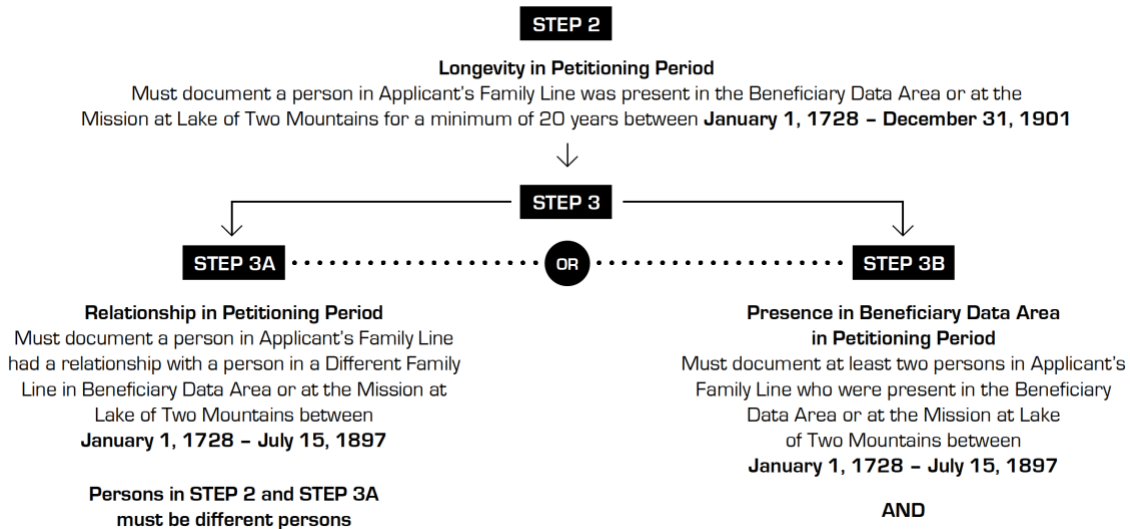 STEP 2
Longevity in Petitioning Period
Must document a person in Applicant's Family Line was present in the Beneficiary Data Area or at the
Mission at Lake of Two Mountains for a minimum of 20 years between January 1, 1728 – December 31, 1901
STEP 3
STEP 3A
OR
STEP 3B
Relationship in Petitioning Period
Must document a person in Applicant's Family Line
had a relationship with a person in a Different Family
Line in Beneficiary Data Area or at the Mission at
Lake of Two Mountains between
January 1, 1728 – July 15, 1897
Persons in STEP 2 and STEP 3A
must be different persons
Presence in Beneficiary Data Area
in Petitioning Period
Must document at least two persons in Applicant's
Family Line who were present in the Beneficiary
Data Area or at the Mission at Lake
of Two Mountains between
January 1, 1728 – July 15, 1897
AND